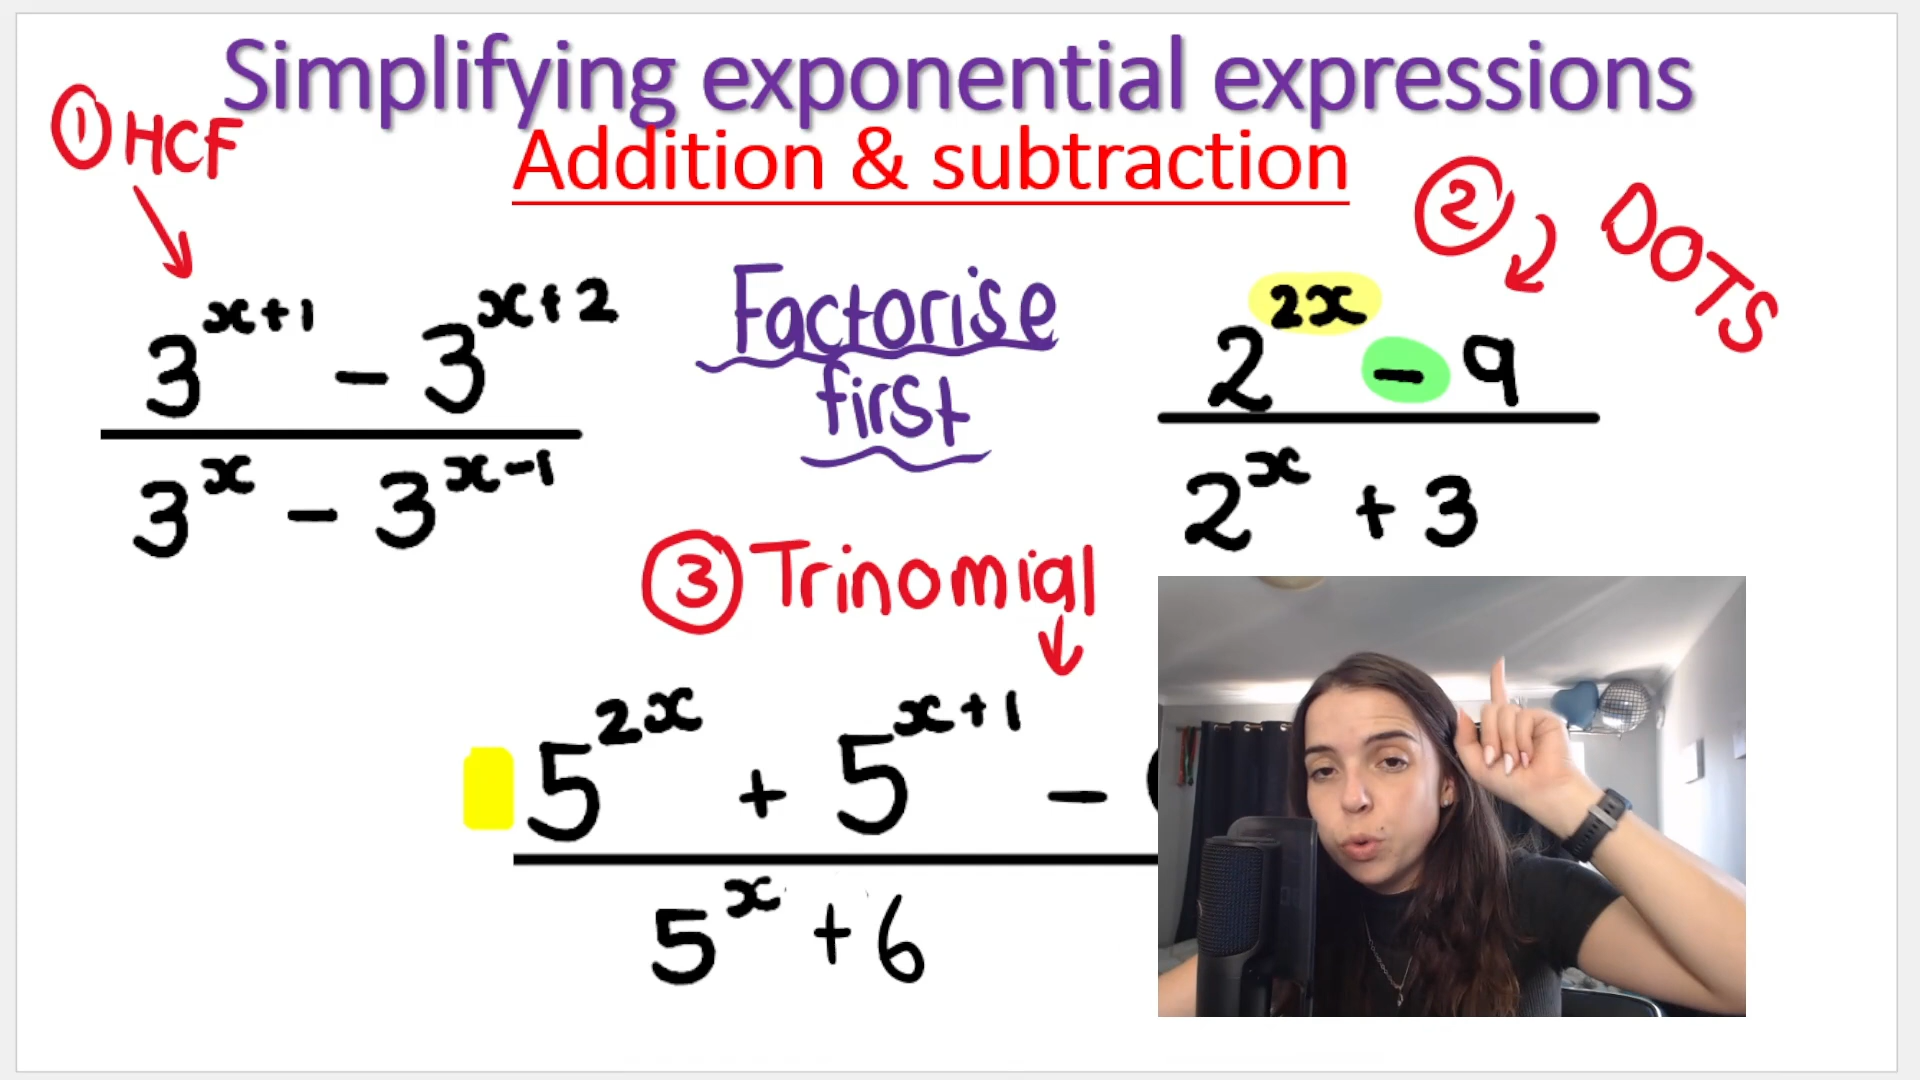 Simplifying exponential expressions
Addition & subtraction
① HCF
② DOTS
Factorise
first
3^{x+1} - 3^{x+2}
3^x - 3^{x-1}
2^{2x} - 9
2^x + 3
③ Trinomial
5^{2x} + 5^{x+1} -
5^x + 6